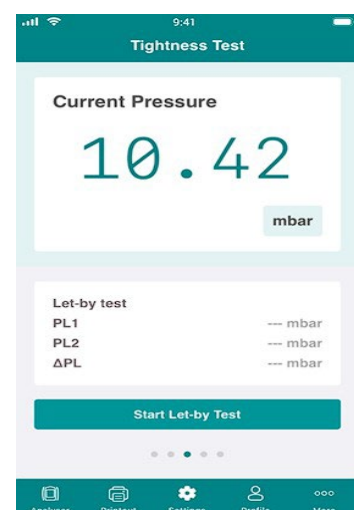 9:41
Tightness Test
Current Pressure
10.42
mbar
Let-by test
PL1 --- mbar
PL2 --- mbar
ΔPL --- mbar
Start Let-by Test